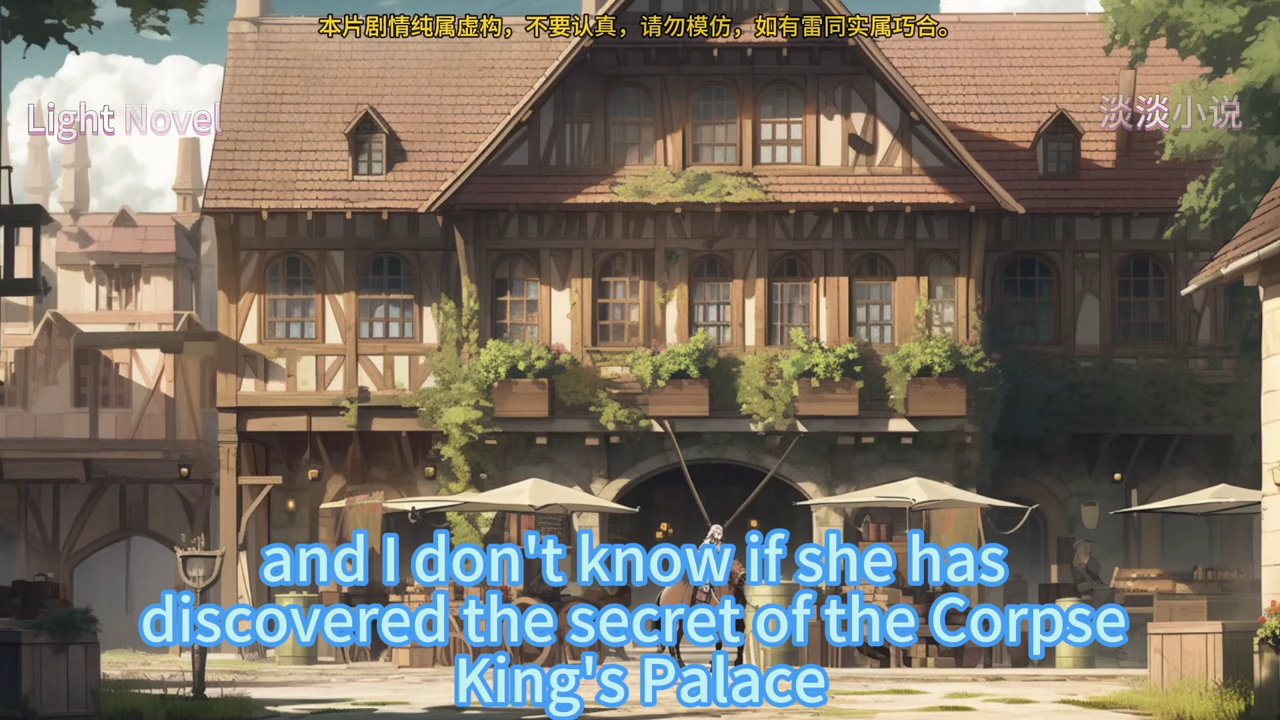 本片剧情纯属虚构，不要认真，请勿模仿，如有雷同实属巧合。
Light Novel
淡淡小说
and I don't know if she has
discovered the secret of the Corpse
King's Palace